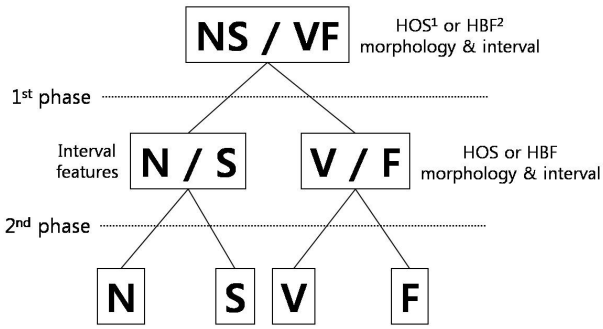 NS / VF
HOS¹ or HBF²
morphology & interval
1st phase
Interval
features
N / S
V / F
HOS or HBF
morphology & interval
2nd phase
N
S
V
F